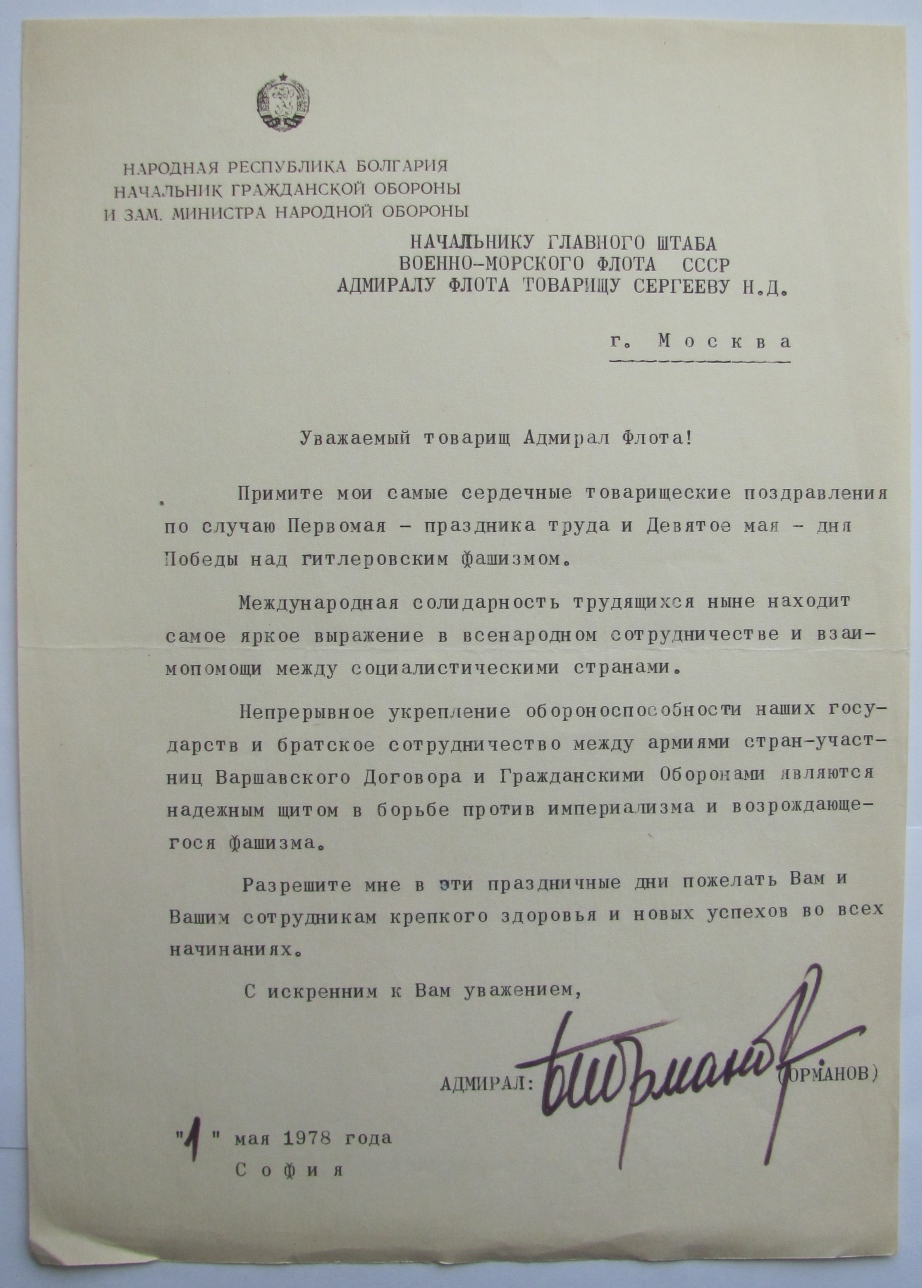 НАРОДНАЯ РЕСПУБЛИКА БОЛГАРИЯ
НАЧАЛЬНИК ГРАЖДАНСКОЙ ОБОРОНЫ
И ЗАМ. МИНИСТРА НАРОДНОЙ ОБОРОНЫ
НАЧАЛЬНИКУ ГЛАВНОГО ШТАБА
ВОЕННО-МОРСКОГО ФЛОТА СССР
АДМИРАЛУ ФЛОТА ТОВАРИЩУ СЕРГЕЕВУ Н.Д.
г. М о с к в а
Уважаемый товарищ Адмирал Флота!
Примите мои самые сердечные товарищеские поздравления
по случаю Первомая – праздника труда и Девятое мая – дня
Победы над гитлеровским фашизмом.
Международная солидарность трудящихся ныне находит
самое яркое выражение в всенародном сотрудничестве и взаи-
мопомощи между социалистическими странами.
Непрерывное укрепление обороноспособности наших госу-
дарств и братское сотрудничество между армиями стран-участ-
ниц Варшавского Договора и Гражданскими Оборонами являются
надежным щитом в борьбе против империализма и возрождающе-
гося фашизма.
Разрешите мне в эти праздничные дни пожелать Вам и
Вашим сотрудникам крепкого здоровья и новых успехов во всех
начинаниях.
С искренним к Вам уважением,
АДМИРАЛ:
(ОРМАНОВ)
"1" мая 1978 года
С о ф и я